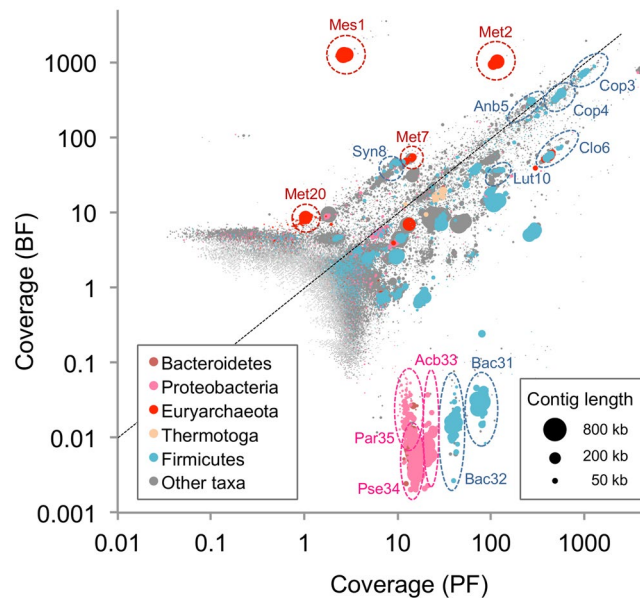 Mes1
Met2
1000
Cop3
Anb5
Cop4
100
Met7
Syn8
Clo6
Lut10
Met20
10
Coverage (BF)
1
0.1
Acb33
Bac31
Bacteroidetes
Proteobacteria
Euryarchaeota
Thermotoga
Firmicutes
Other taxa
Contig length
800 kb
200 kb
50 kb
Par35
0.01
Pse34
Bac32
0.001
0.01
0.1
1
10
100
1000
Coverage (PF)